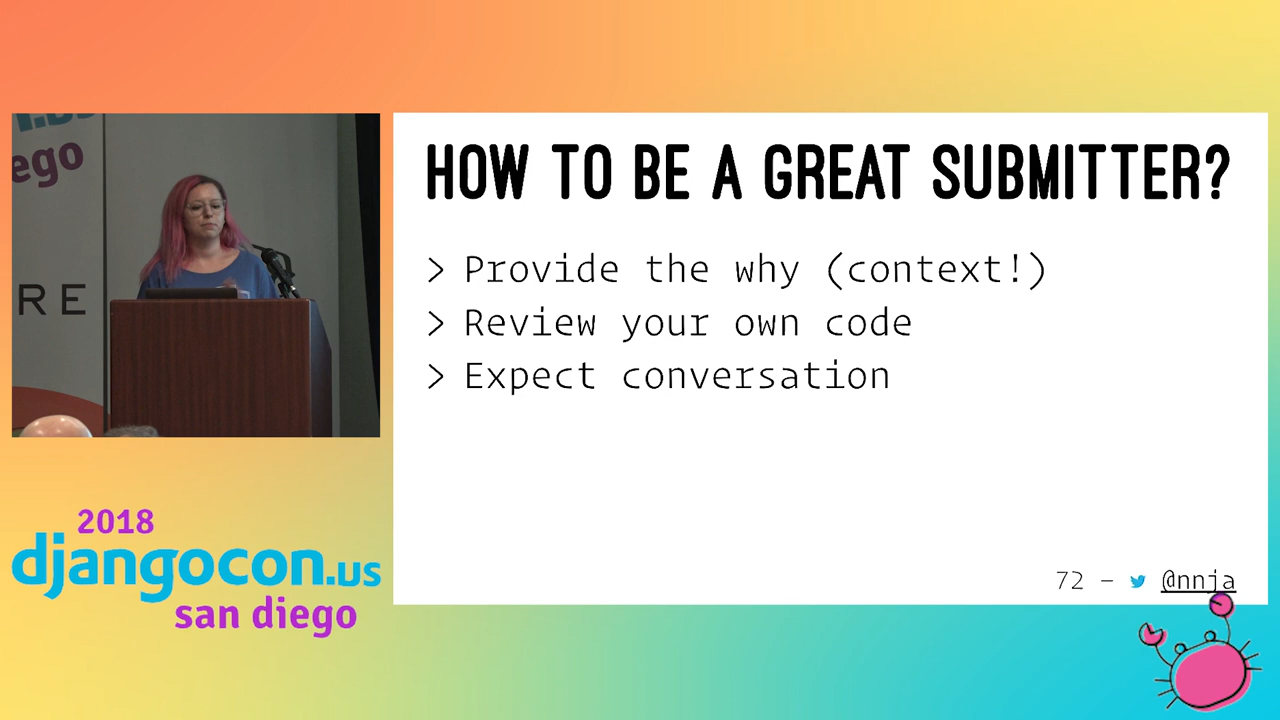 ego
RE
HOW TO BE A GREAT SUBMITTER?
> Provide the why (context!)
> Review your own code
> Expect conversation
72 – @nnja
2018
djangocon.us
san diego